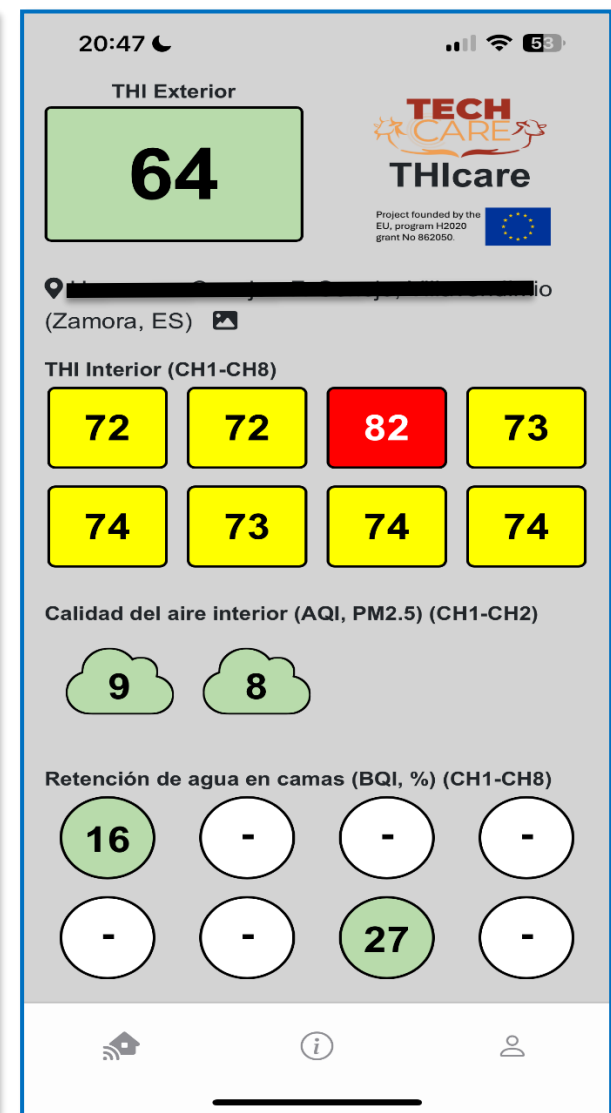 20:47
53
THI Exterior
64
TECH
CARE
THIcare
Project founded by the
EU, program H2020
grant No 862050.
(Zamora, ES)
THI Interior (CH1-CH8)
72 72 82 73
74 73 74 74
Calidad del aire interior (AQI, PM2.5) (CH1-CH2)
9 8
Retención de agua en camas (BQI, %) (CH1-CH8)
16 - - -
- - 27 -
i